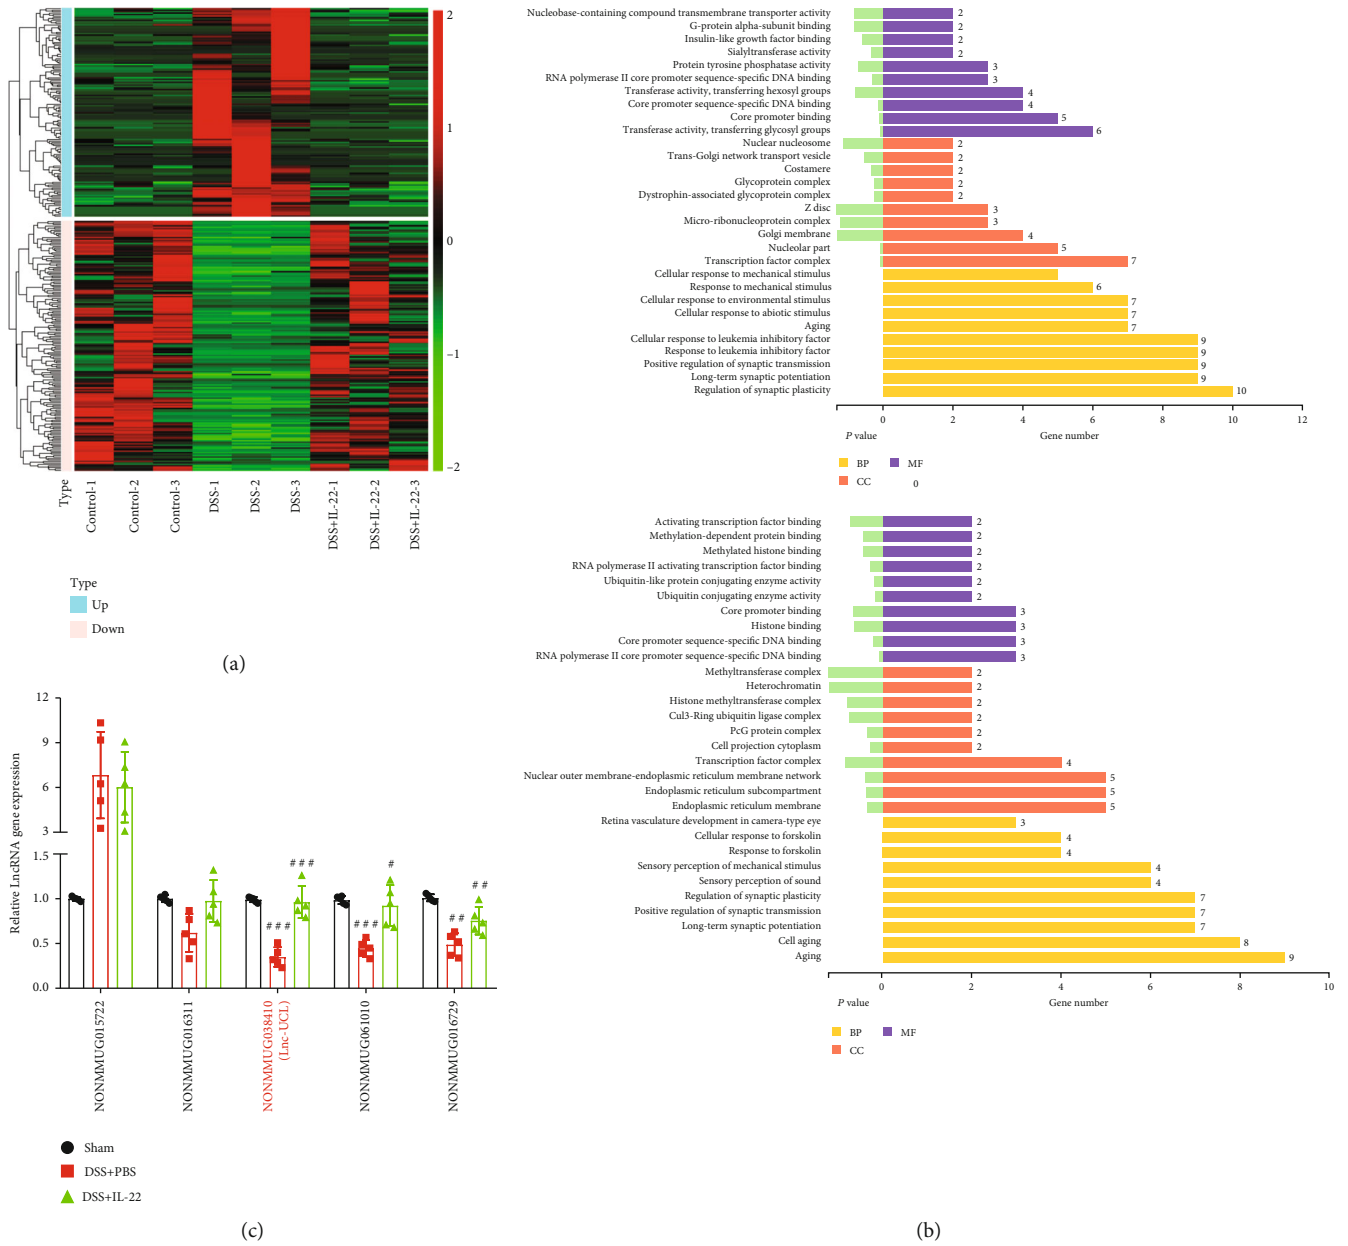 2
1
0
−1
−2
Type
Control-1
Control-2
Control-3
DSS-1
DSS-2
DSS-3
DSS+IL-22-1
DSS+IL-22-2
DSS+IL-22-3
Type
Up
Down
(a)
Nucleobase-containing compound transmembrane transporter activity 2
G-protein alpha-subunit binding 2
Insulin-like growth factor binding 2
Sialyltransferase activity 2
Protein tyrosine phosphatase activity 3
RNA polymerase II core promoter sequence-specific DNA binding 3
Transferase activity, transferring hexosyl groups 4
Core promoter sequence-specific DNA binding 4
Core promoter binding 5
Transferase activity, transferring glycosyl groups 6
Nuclear nucleosome 2
Trans-Golgi network transport vesicle 2
Costamere 2
Glycoprotein complex 2
Dystrophin-associated glycoprotein complex 2
Z disc 3
Micro-ribonucleoprotein complex 3
Golgi membrane 4
Nucleolar part 5
Transcription factor complex 7
Cellular response to mechanical stimulus
Response to mechanical stimulus 6
Cellular response to environmental stimulus 7
Cellular response to abiotic stimulus 7
Aging 7
Cellular response to leukemia inhibitory factor 9
Response to leukemia inhibitory factor 9
Positive regulation of synaptic transmission 9
Long-term synaptic potentiation 9
Regulation of synaptic plasticity 10
0 2 4 6 8 10 12
P value Gene number
BP MF
CC 0
Activating transcription factor binding 2
Methylation-dependent protein binding 2
Methylated histone binding 2
RNA polymerase II activating transcription factor binding 2
Ubiquitin-like protein conjugating enzyme activity 2
Ubiquitin conjugating enzyme activity 2
Core promoter binding 3
Histone binding 3
Core promoter sequence-specific DNA binding 3
RNA polymerase II core promoter sequence-specific DNA binding 3
Methyltransferase complex 2
Heterochromatin 2
Histone methyltransferase complex 2
Cul3-Ring ubiquitin ligase complex 2
PcG protein complex 2
Cell projection cytoplasm 2
Transcription factor complex 4
Nuclear outer membrane-endoplasmic reticulum membrane network 5
Endoplasmic reticulum subcompartment 5
Endoplasmic reticulum membrane 5
Retina vasculature development in camera-type eye 3
Cellular response to forskolin 4
Response to forskolin 4
Sensory perception of mechanical stimulus 4
Sensory perception of sound 4
Regulation of synaptic plasticity 7
Positive regulation of synaptic transmission 7
Long-term synaptic potentiation 7
Cell aging 8
Aging 9
0 2 4 6 8 10
P value Gene number
BP MF
CC
(b)
Relative LncRNA gene expression
12
9
6
3
1.5
1.0
0.5
0.0
# # #
# # #
# # #
#
# #
# #
NONMMUG015722
NONMMUG016311
NONMMUG038410
(Lnc-UCL)
NONMMUG061010
NONMMUG016729
Sham
DSS+PBS
DSS+IL-22
(c)